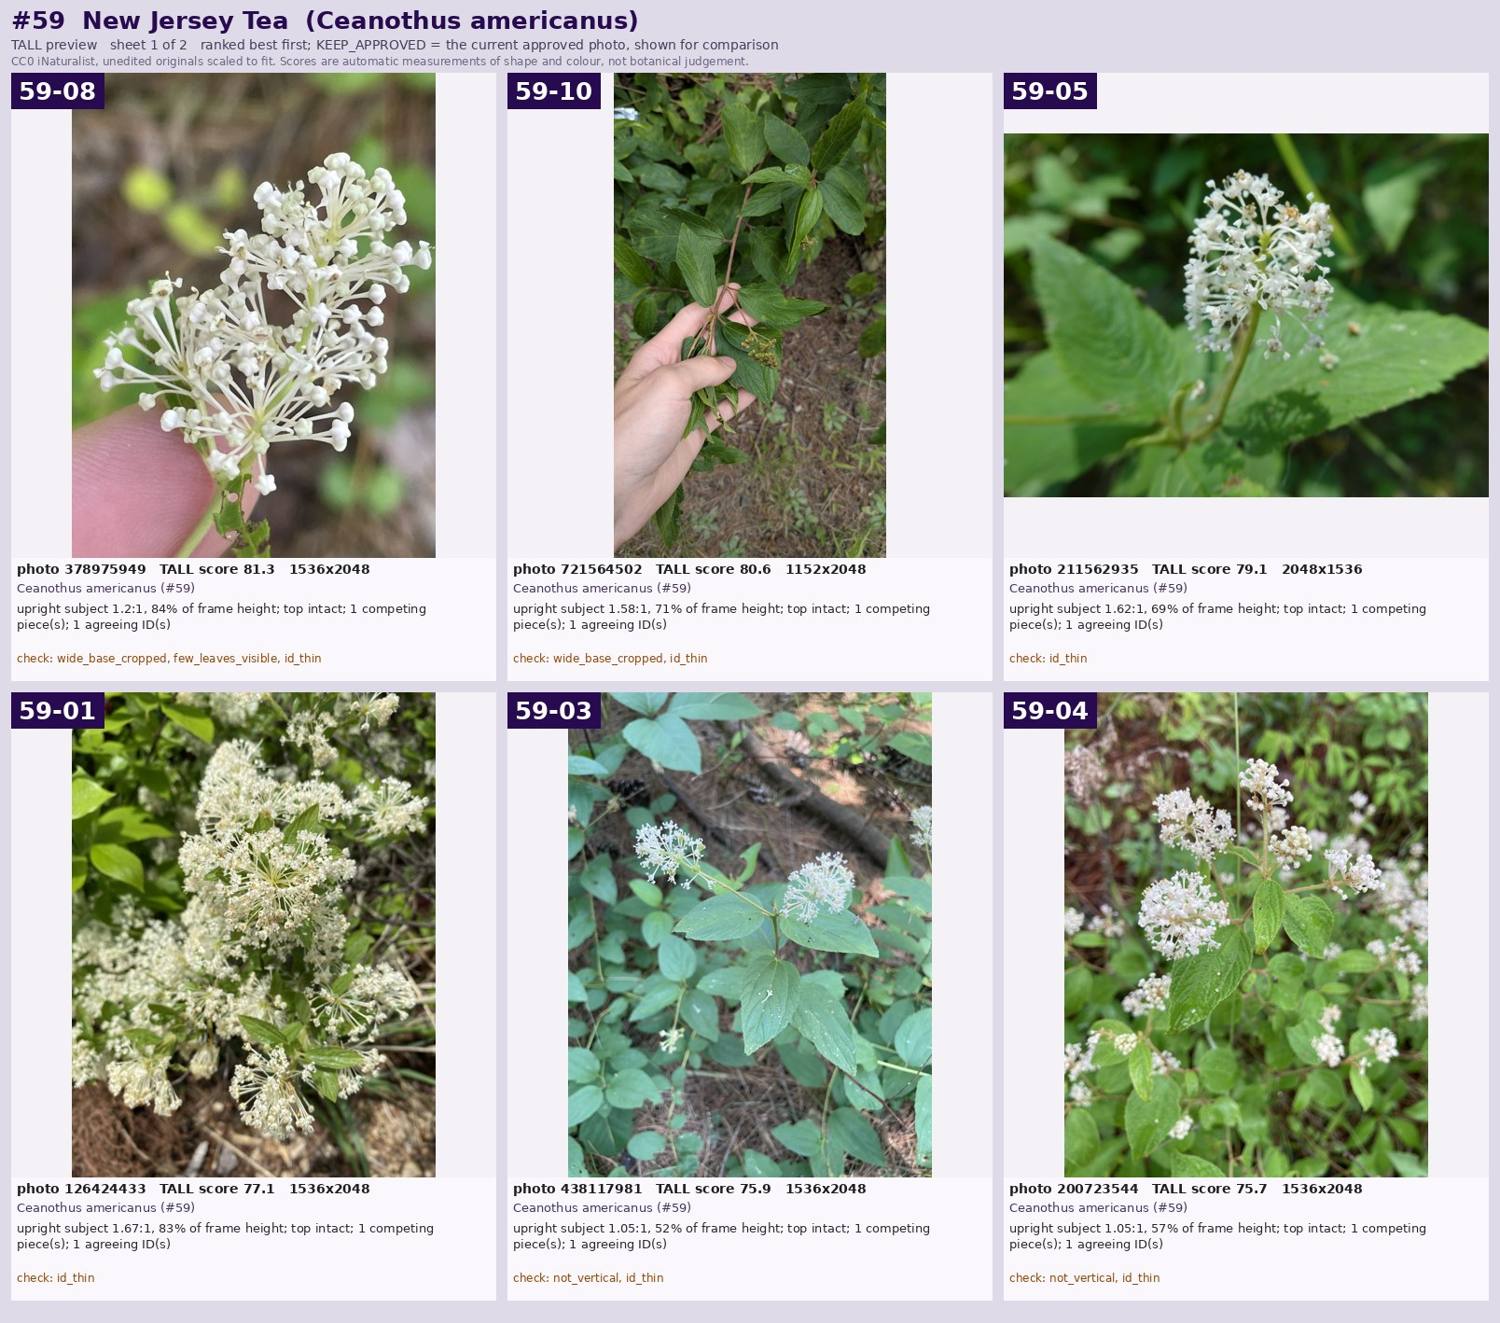 #59 New Jersey Tea (Ceanothus americanus)
TALL preview sheet 1 of 2 ranked best first; KEEP_APPROVED = the current approved photo, shown for comparison
CC0 iNaturalist, unedited originals scaled to fit. Scores are automatic measurements of shape and colour, not botanical judgement.
59-08
photo 378975949 TALL score 81.3 1536x2048
Ceanothus americanus (#59)
upright subject 1.2:1, 84% of frame height; top intact; 1 competing
piece(s); 1 agreeing ID(s)
check: wide_base_cropped, few_leaves_visible, id_thin
59-10
photo 721564502 TALL score 80.6 1152x2048
Ceanothus americanus (#59)
upright subject 1.58:1, 71% of frame height; top intact; 1 competing
piece(s); 1 agreeing ID(s)
check: wide_base_cropped, id_thin
59-05
photo 211562935 TALL score 79.1 2048x1536
Ceanothus americanus (#59)
upright subject 1.62:1, 69% of frame height; top intact; 1 competing
piece(s); 1 agreeing ID(s)
check: id_thin
59-01
photo 126424433 TALL score 77.1 1536x2048
Ceanothus americanus (#59)
upright subject 1.67:1, 83% of frame height; top intact; 1 competing
piece(s); 1 agreeing ID(s)
check: id_thin
59-03
photo 438117981 TALL score 75.9 1536x2048
Ceanothus americanus (#59)
upright subject 1.05:1, 52% of frame height; top intact; 1 competing
piece(s); 1 agreeing ID(s)
check: not_vertical, id_thin
59-04
photo 200723544 TALL score 75.7 1536x2048
Ceanothus americanus (#59)
upright subject 1.05:1, 57% of frame height; top intact; 1 competing
piece(s); 1 agreeing ID(s)
check: not_vertical, id_thin